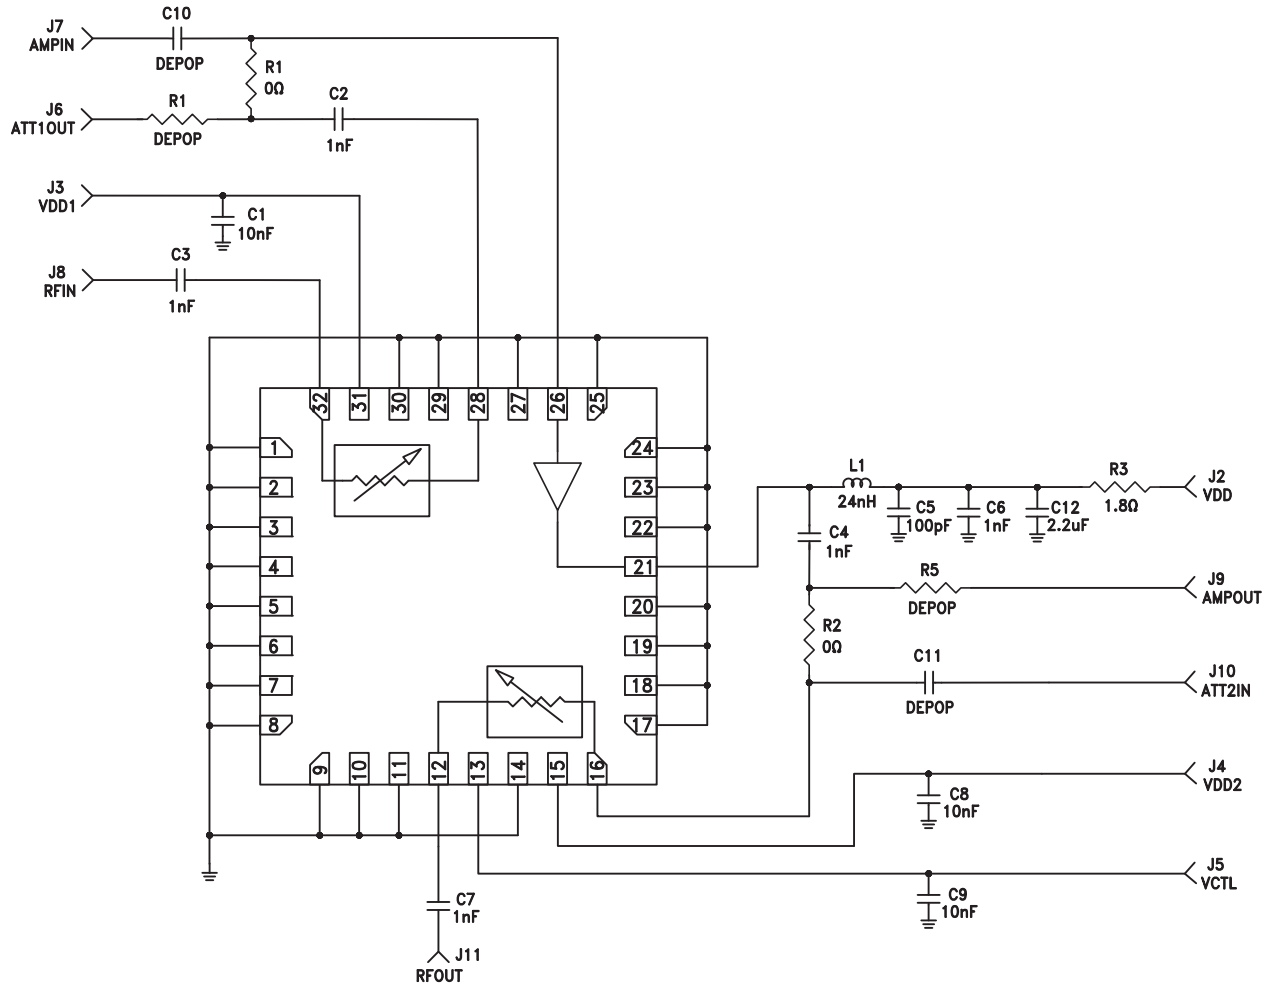 C10
J7
AMPIN
DEPOP
R1
0Ω
J6
ATT1OUT
R1
DEPOP
C2
1nF
J3
VDD1
C1
10nF
C3
J8
RFIN
1nF
32
31
30
29
28
27
26
25
1
2
3
4
5
6
7
8
24
23
22
21
20
19
18
17
9
10
11
12
13
14
15
16
L1
24nH
C5
100pF
C6
1nF
C12
2.2uF
R3
1.8Ω
J2
VDD
C4
1nF
R5
DEPOP
J9
AMPOUT
R2
0Ω
C11
DEPOP
J10
ATT2IN
J4
VDD2
C8
10nF
J5
VCTL
C9
10nF
C7
1nF
J11
RFOUT